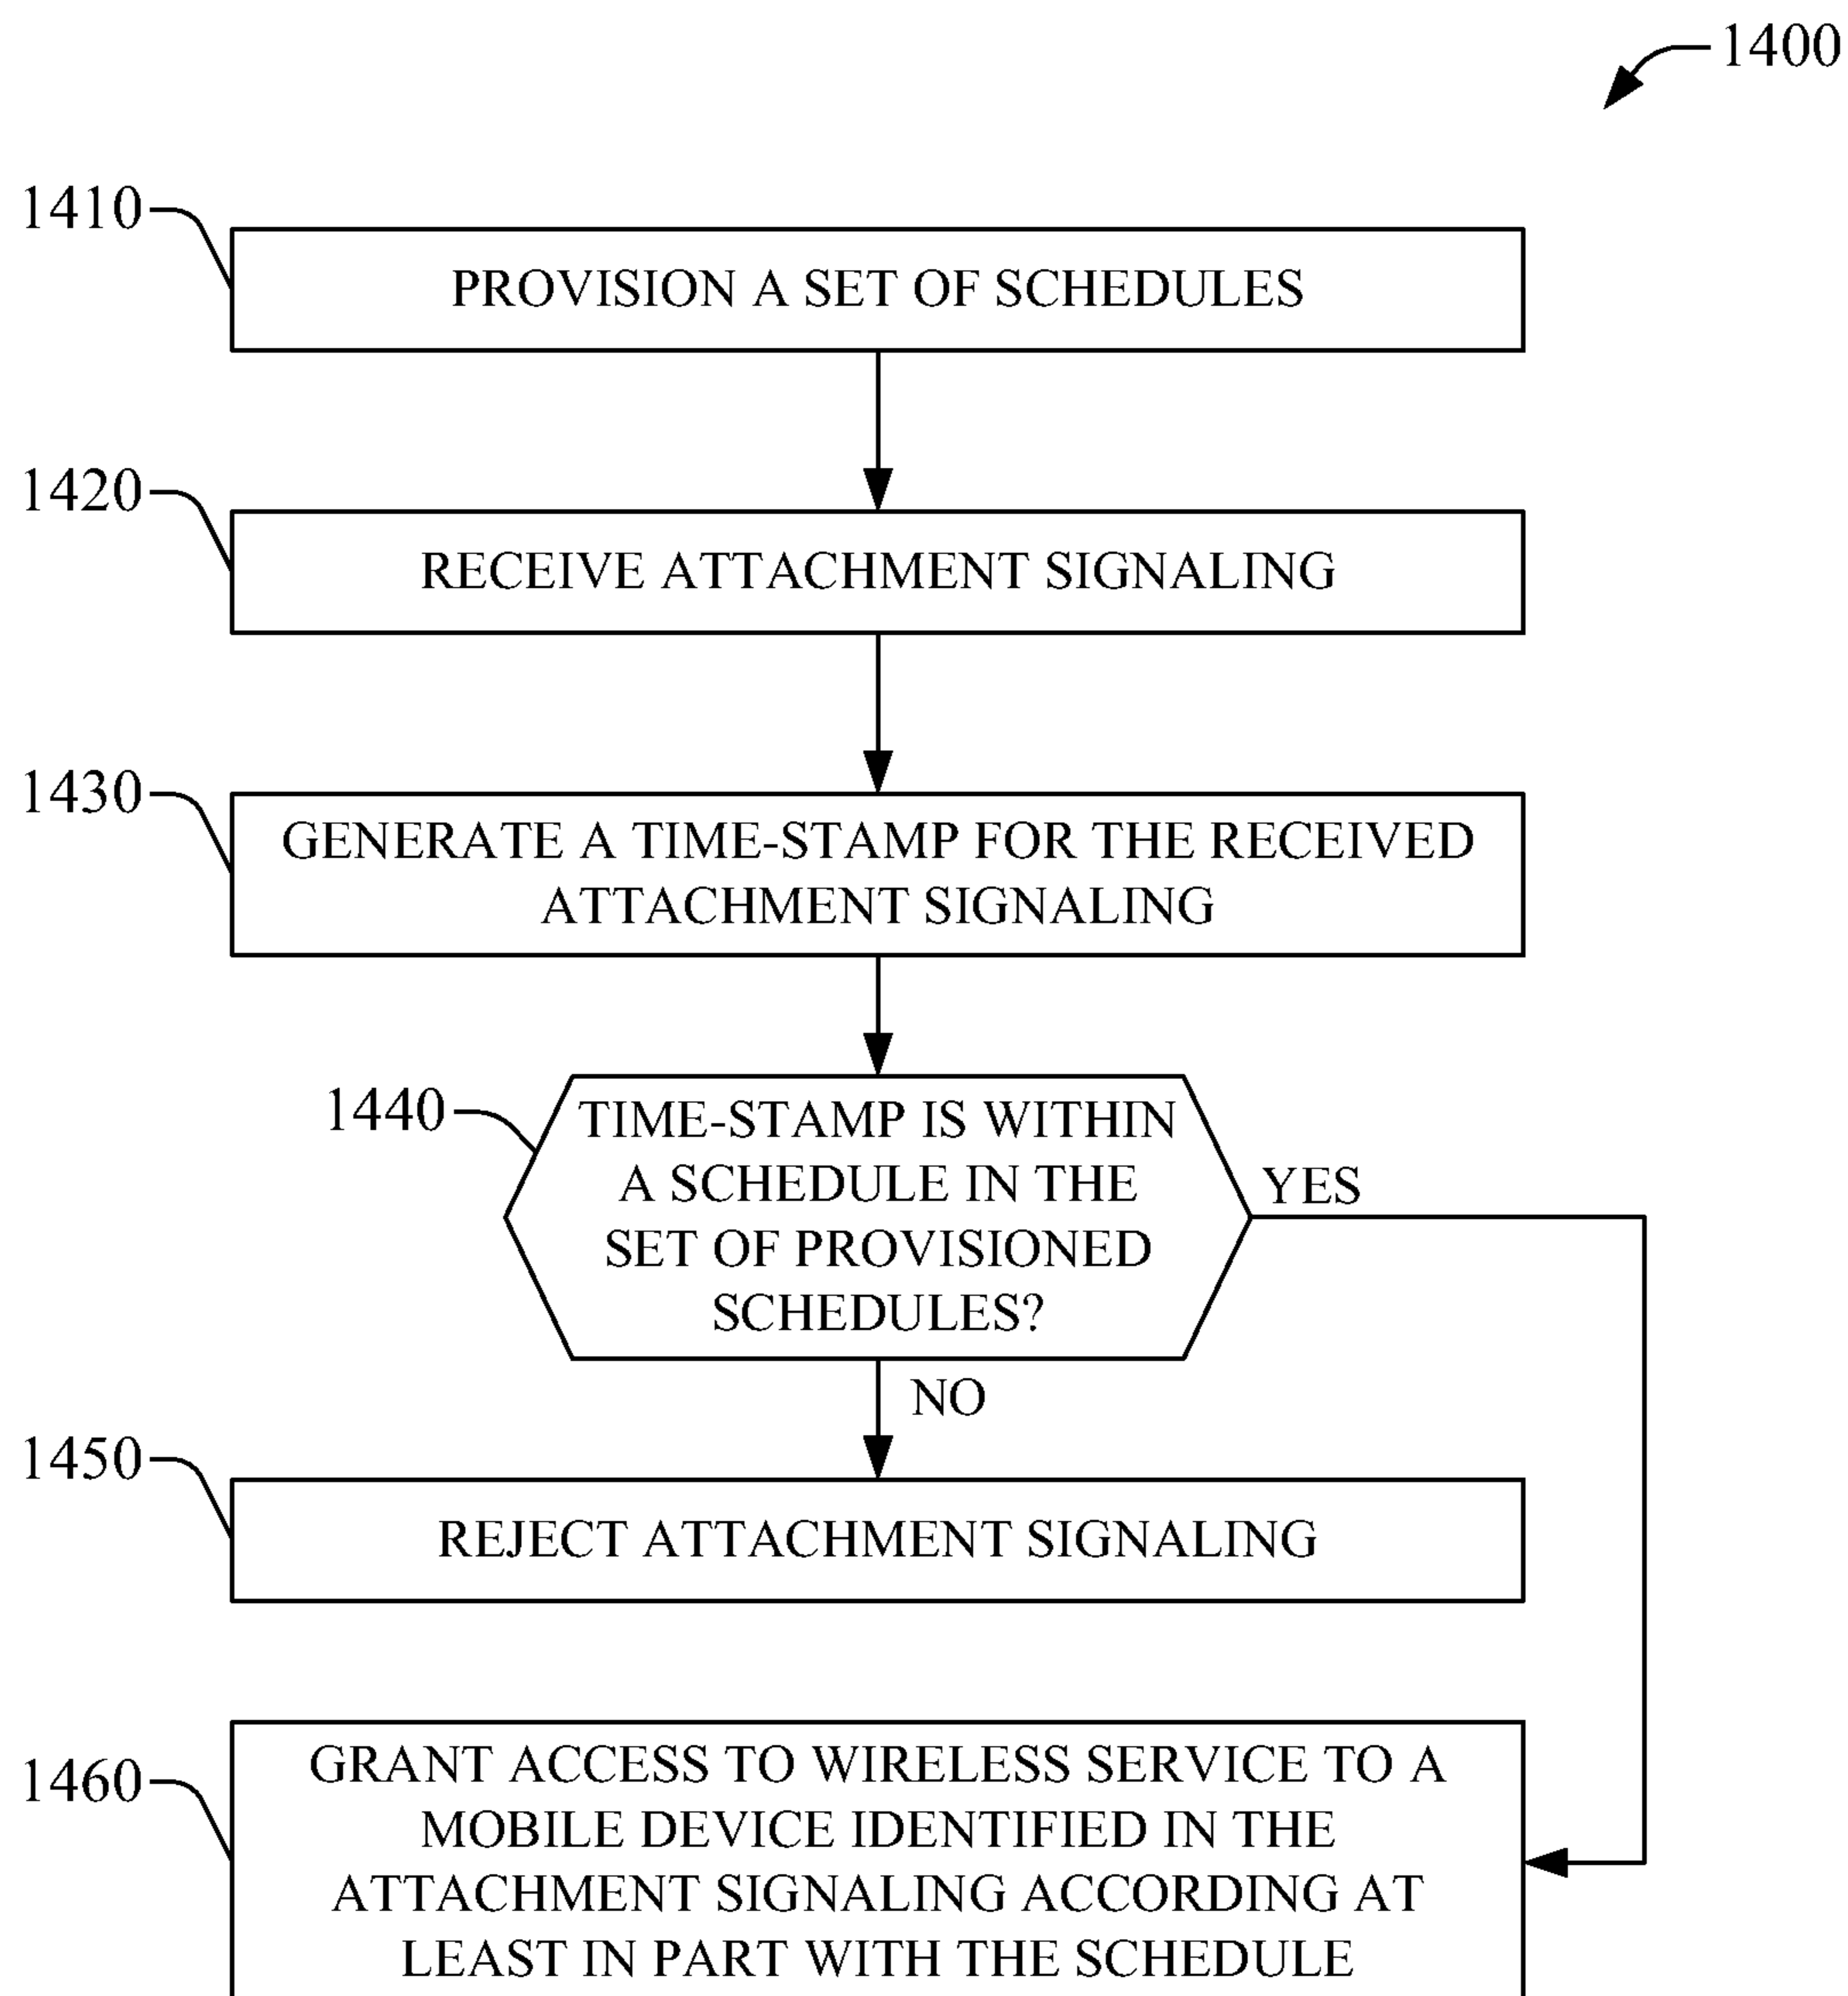 1400
1410
PROVISION A SET OF SCHEDULES
1420
RECEIVE ATTACHMENT SIGNALING
1430
GENERATE A TIME-STAMP FOR THE RECEIVED
ATTACHMENT SIGNALING
1440
TIME-STAMP IS WITHIN
A SCHEDULE IN THE
SET OF PROVISIONED
SCHEDULES?
YES
NO
1450
REJECT ATTACHMENT SIGNALING
1460
GRANT ACCESS TO WIRELESS SERVICE TO A
MOBILE DEVICE IDENTIFIED IN THE
ATTACHMENT SIGNALING ACCORDING AT
LEAST IN PART WITH THE SCHEDULE